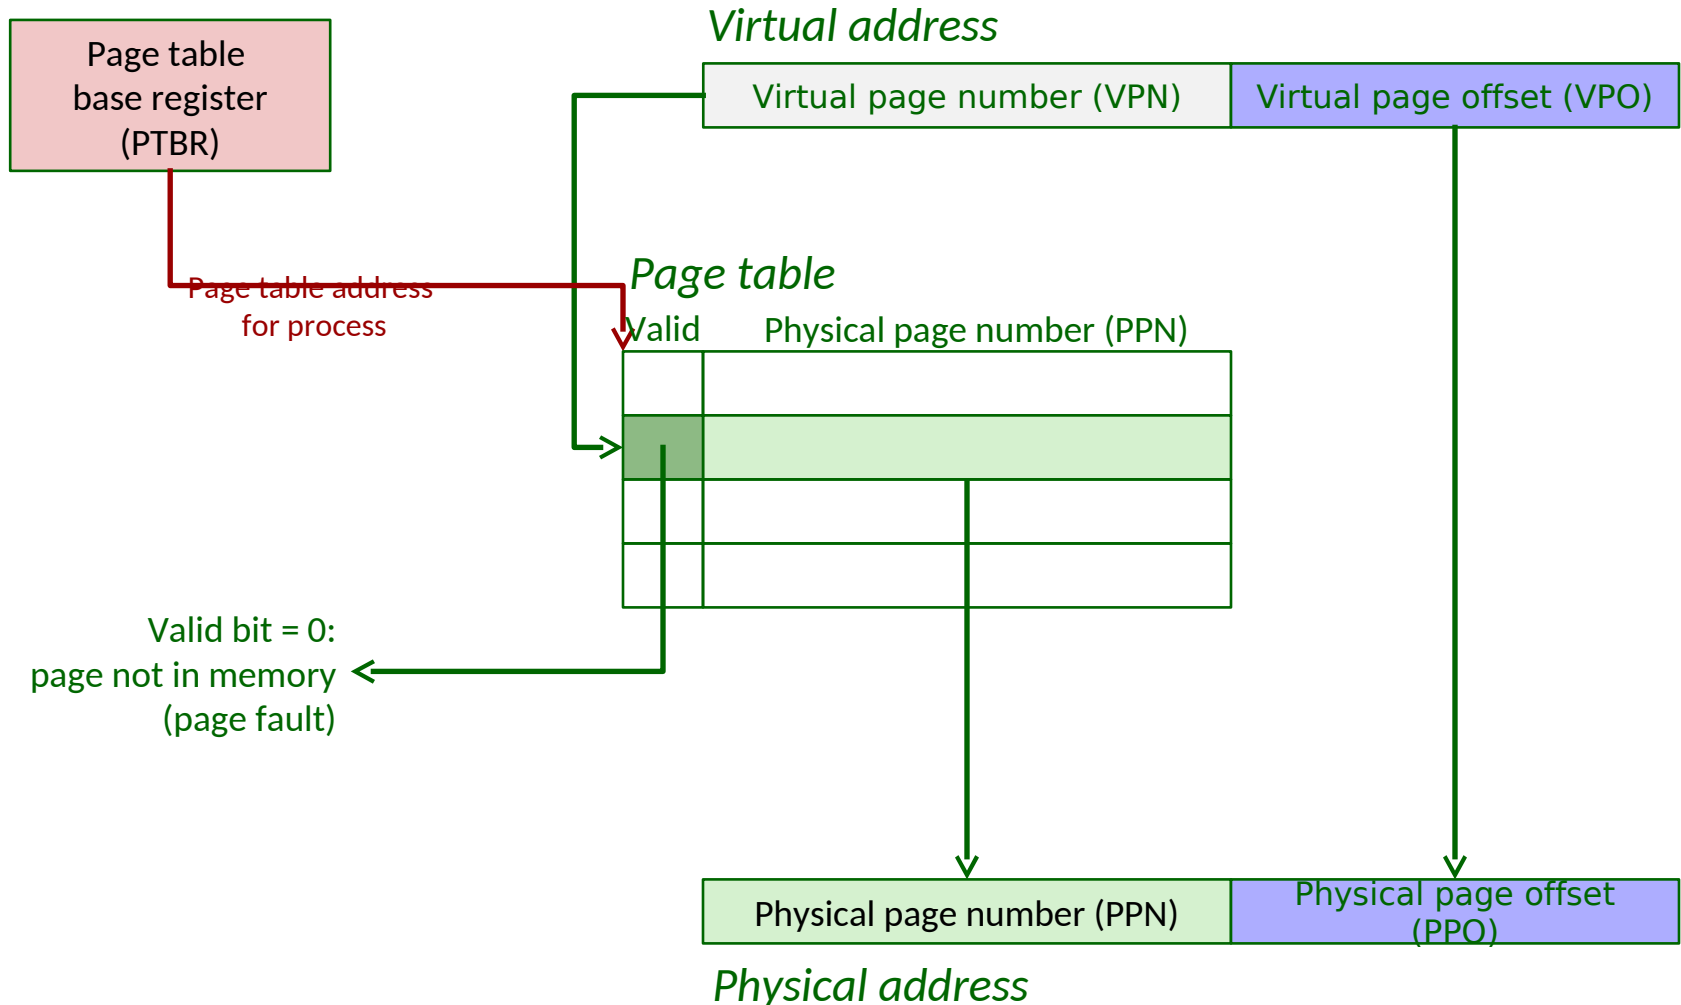 Virtual address
Page table
base register
(PTBR)
Virtual page number (VPN)
Virtual page offset (VPO)
Page table
Page table address
for process
Valid
Physical page number (PPN)
Valid bit = 0:
page not in memory
(page fault)
Physical page number (PPN)
Physical page offset
(PPO)
Physical address